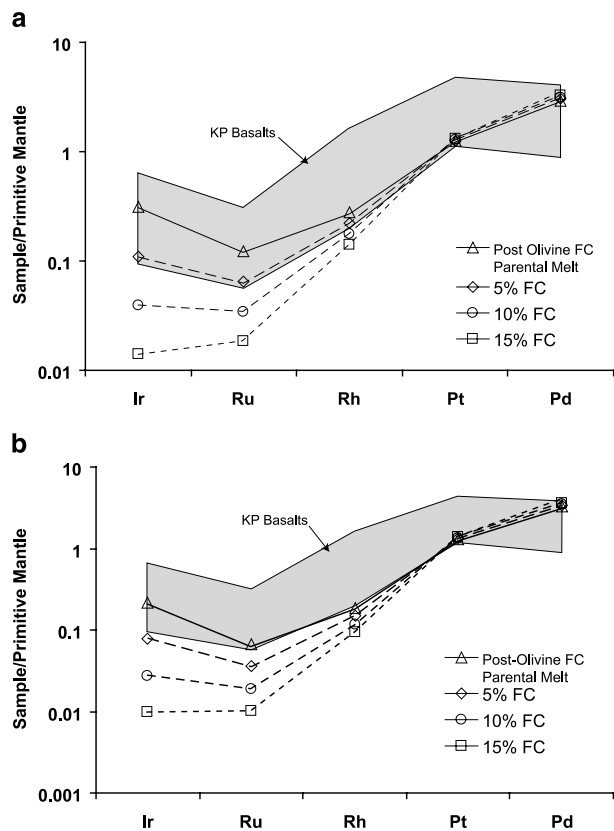 a
10
1
0.1
0.01
Sample/Primitive Mantle
KP Basalts
Post Olivine FC
Parental Melt
5% FC
10% FC
15% FC
Ir Ru Rh Pt Pd
b
10
1
0.1
0.01
0.001
Sample/Primitive Mantle
KP Basalts
Post-Olivine FC
Parental Melt
5% FC
10% FC
15% FC
Ir Ru Rh Pt Pd